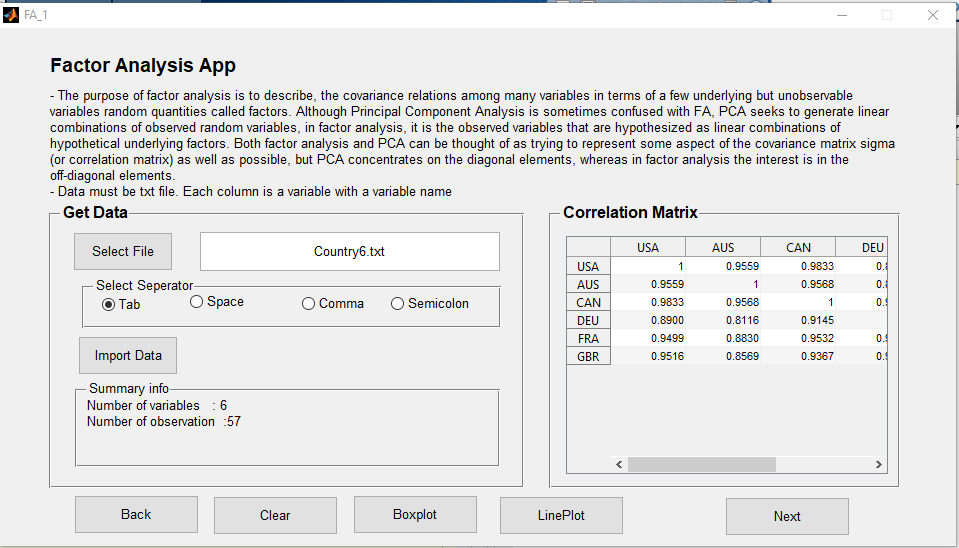 FA_1
Factor Analysis App
- The purpose of factor analysis is to describe, the covariance relations among many variables in terms of a few underlying but unobservable
variables random quantities called factors. Although Principal Component Analysis is sometimes confused with FA, PCA seeks to generate linear
combinations of observed random variables, in factor analysis, it is the observed variables that are hypothesized as linear combinations of
hypothetical underlying factors. Both factor analysis and PCA can be thought of as trying to represent some aspect of the covariance matrix sigma
(or correlation matrix) as well as possible, but PCA concentrates on the diagonal elements, whereas in factor analysis the interest is in the
off-diagonal elements.
- Data must be txt file. Each column is a variable with a variable name
Get Data
Select File Country6.txt
Select Seperator
Tab Space Comma Semicolon
Import Data
Summary info
Number of variables : 6
Number of observation :57
Correlation Matrix
USA AUS CAN DEU
USA 1 0.9559 0.9833
AUS 0.9559 1 0.9568
CAN 0.9833 0.9568 1
DEU 0.8900 0.8116 0.9145
FRA 0.9499 0.8830 0.9532
GBR 0.9516 0.8569 0.9367
Back Clear Boxplot LinePlot Next